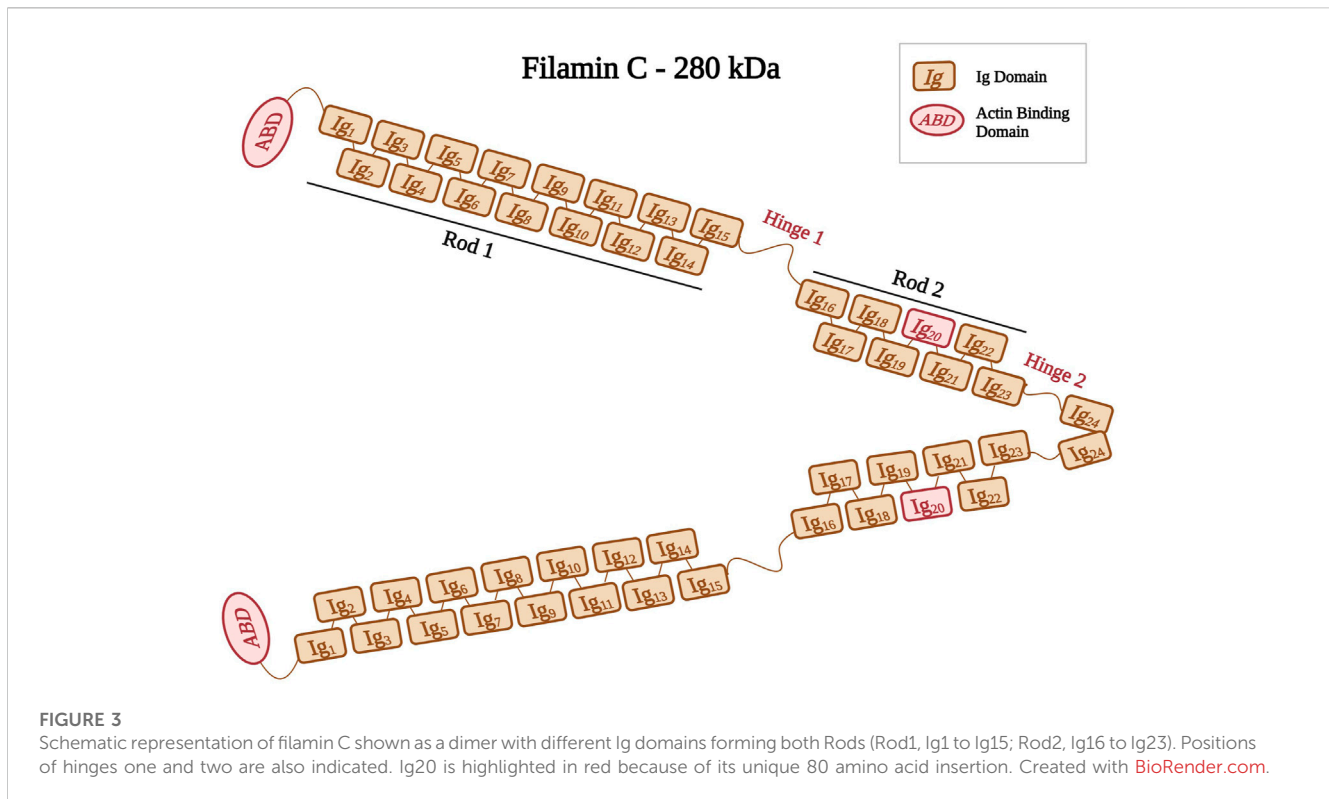 Filamin C - 280 kDa
Ig Ig Domain
ABD Actin Binding
Domain
ABD
Ig1 Ig3 Ig5 Ig7 Ig9 Ig11 Ig13 Ig15
Ig2 Ig4 Ig6 Ig8 Ig10 Ig12 Ig14
Rod 1
Hinge 1
Rod 2
Ig16 Ig18 Ig20 Ig22
Ig17 Ig19 Ig21 Ig23
Hinge 2
Ig24
Ig24
Ig17 Ig19 Ig21 Ig23
Ig16 Ig18 Ig20 Ig22
Ig2 Ig4 Ig6 Ig8 Ig10 Ig12 Ig14
Ig1 Ig3 Ig5 Ig7 Ig9 Ig11 Ig13 Ig15
ABD
FIGURE 3
Schematic representation of filamin C shown as a dimer with different Ig domains forming both Rods (Rod1, Ig1 to Ig15; Rod2, Ig16 to Ig23). Positions
of hinges one and two are also indicated. Ig20 is highlighted in red because of its unique 80 amino acid insertion. Created with BioRender.com.